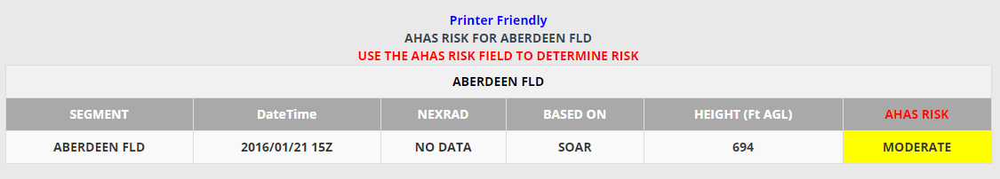 Printer Friendly
AHAS RISK FOR ABERDEEN FLD
USE THE AHAS RISK FIELD TO DETERMINE RISK
ABERDEEN FLD
SEGMENT DateTime NEXRAD BASED ON HEIGHT (Ft AGL) AHAS RISK
ABERDEEN FLD 2016/01/21 15Z NO DATA SOAR 694 MODERATE